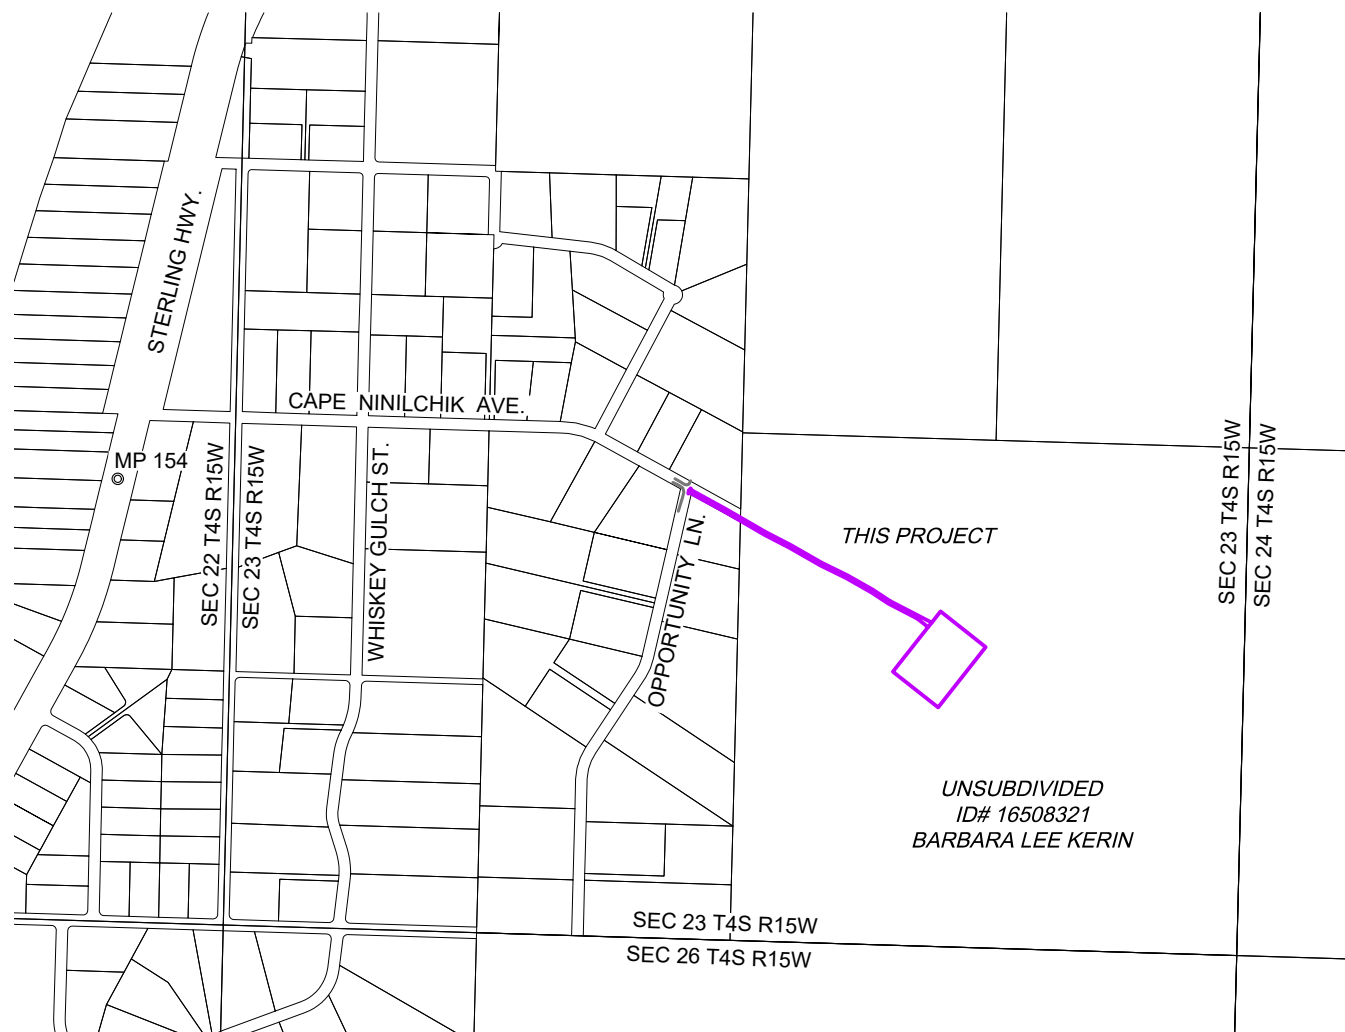 STERLING HWY.
CAPE NINILCHIK AVE.
MP 154
SEC 22 T4S R15W
SEC 23 T4S R15W
WHISKEY GULCH ST.
OPPORTUNITY LN.
THIS PROJECT
SEC 23 T4S R15W
SEC 24 T4S R15W
UNSUBDIVIDED
ID# 16508321
BARBARA LEE KERIN
SEC 23 T4S R15W
SEC 26 T4S R15W